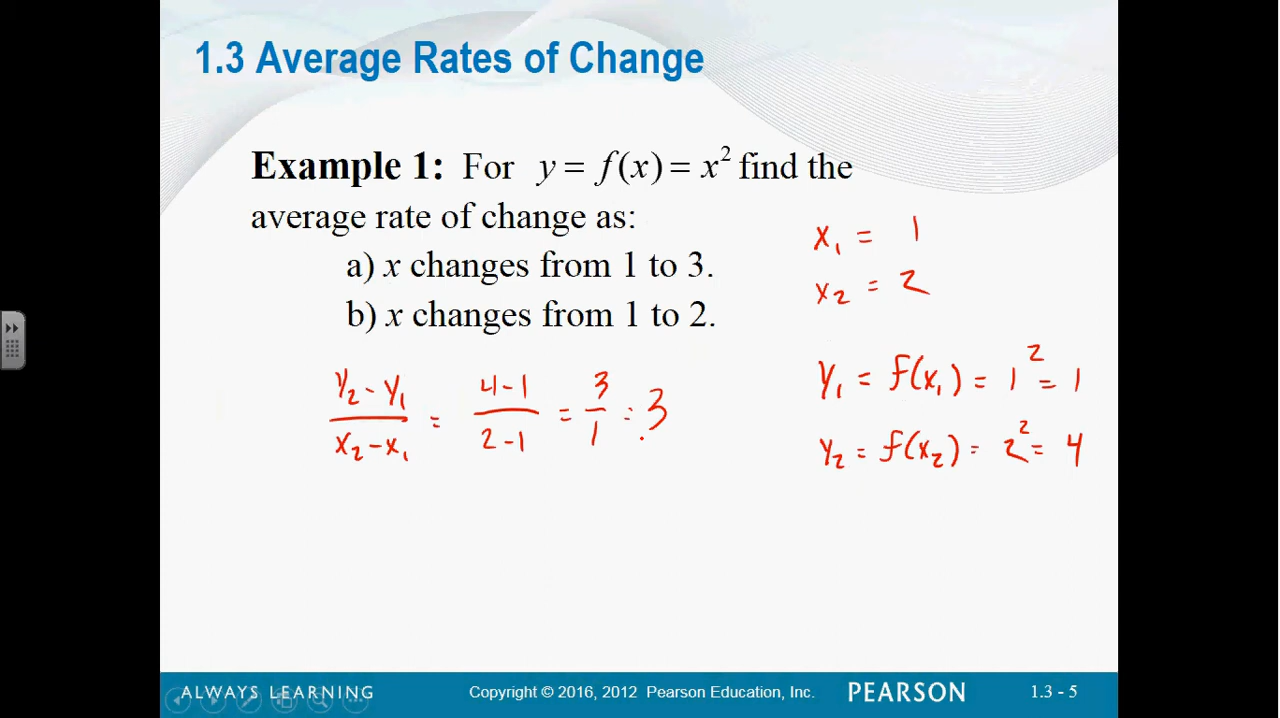 1.3 Average Rates of Change
Example 1: For y = f(x) = x² find the
average rate of change as:
a) x changes from 1 to 3.
b) x changes from 1 to 2.
x₁ = 1
x₂ = 2
y₁ = f(x₁) = 1² = 1
y₂ = f(x₂) = 2² = 4
(y₂ - y₁)/(x₂ - x₁) = (4 - 1)/(2 - 1) = 3/1 = 3
ALWAYS LEARNING
Copyright © 2016, 2012 Pearson Education, Inc.
PEARSON
1.3 - 5